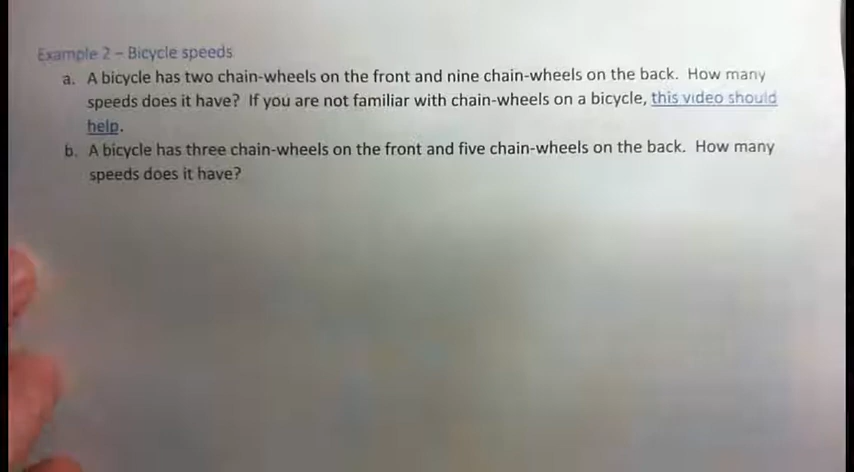 Example 2 – Bicycle speeds
a. A bicycle has two chain-wheels on the front and nine chain-wheels on the back. How many
speeds does it have? If you are not familiar with chain-wheels on a bicycle, this video should
help.
b. A bicycle has three chain-wheels on the front and five chain-wheels on the back. How many
speeds does it have?